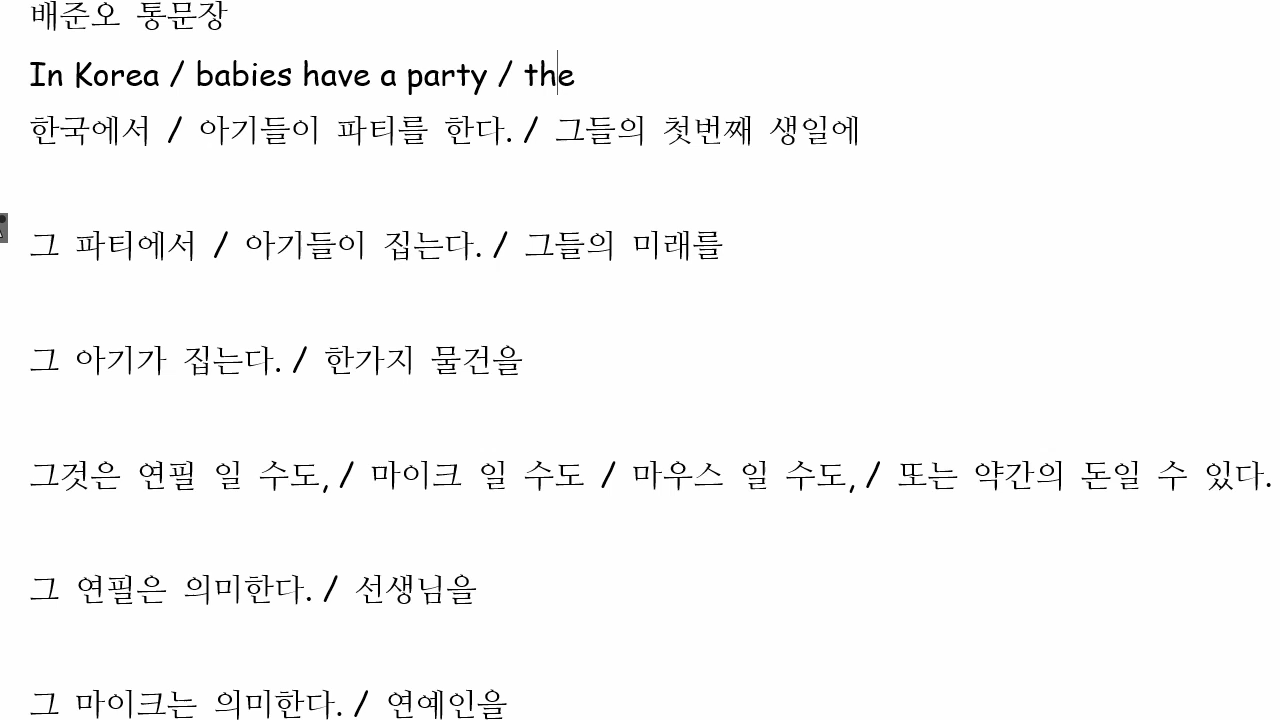 배준오 통문장
In Korea / babies have a party / the
한국에서 / 아기들이 파티를 한다. / 그들의 첫번째 생일에
그 파티에서 / 아기들이 집는다. / 그들의 미래를
그 아기가 집는다. / 한가지 물건을
그것은 연필 일 수도, / 마이크 일 수도 / 마우스 일 수도, / 또는 약간의 돈일 수 있다.
그 연필은 의미한다. / 선생님을
그 마이크는 의미한다. / 연예인을